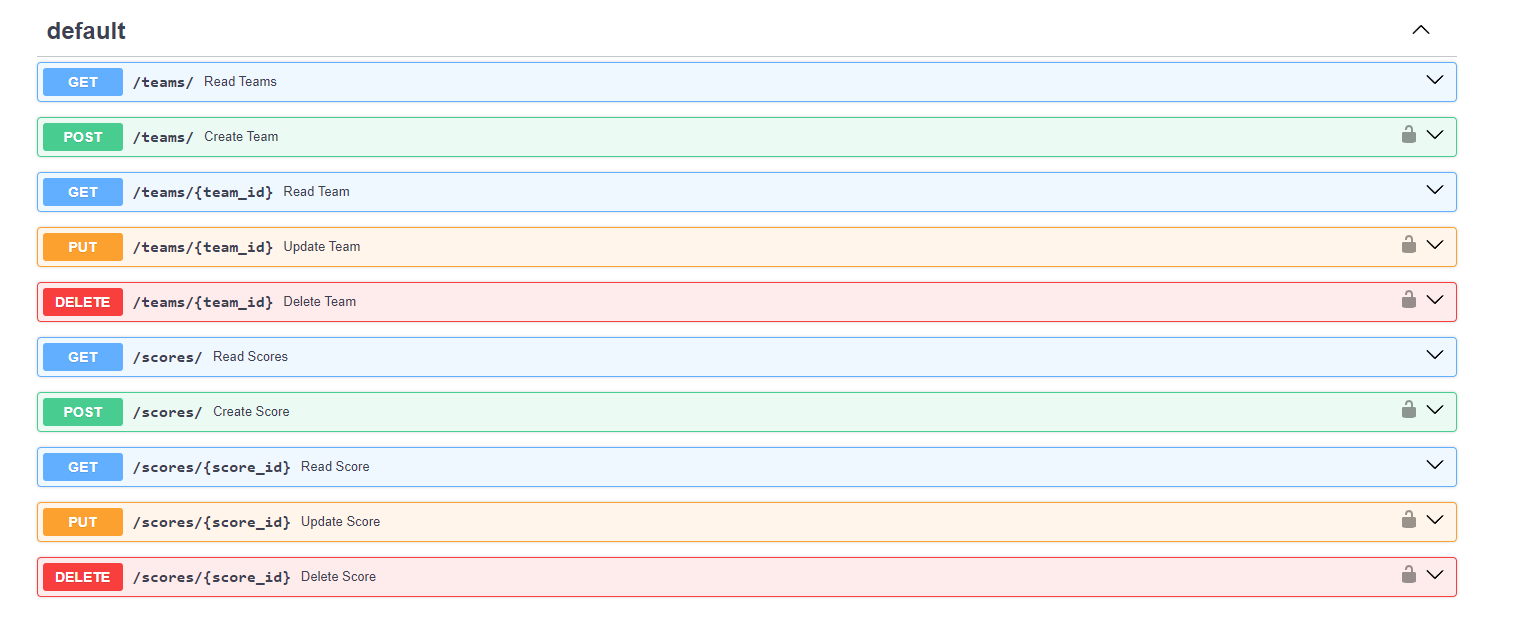 default
GET /teams/ Read Teams
POST /teams/ Create Team
GET /teams/{team_id} Read Team
PUT /teams/{team_id} Update Team
DELETE /teams/{team_id} Delete Team
GET /scores/ Read Scores
POST /scores/ Create Score
GET /scores/{score_id} Read Score
PUT /scores/{score_id} Update Score
DELETE /scores/{score_id} Delete Score